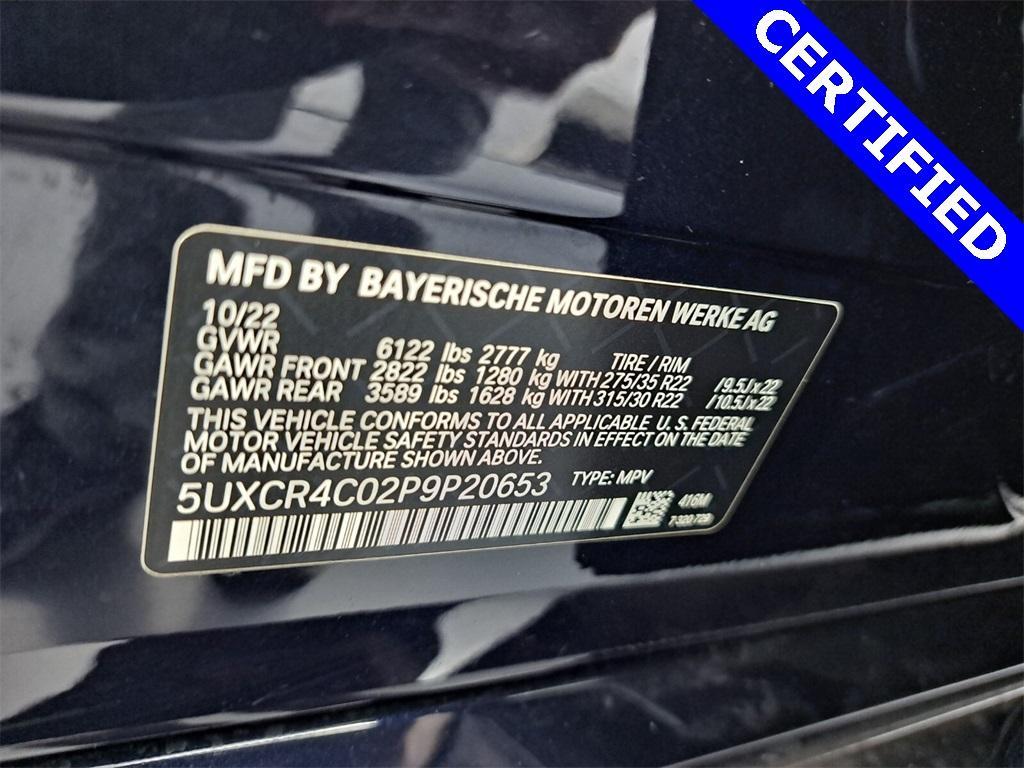 CERTIFIED
MFD BY BAYERISCHE MOTOREN WERKE AG
10/22
GVWR 6122 lbs 2777 kg TIRE / RIM
GAWR FRONT 2822 lbs 1280 kg WITH 275/35 R22 /9.5Jx22
GAWR REAR 3589 lbs 1628 kg WITH 315/30 R22 /10.5Jx22
THIS VEHICLE CONFORMS TO ALL APPLICABLE U.S. FEDERAL
MOTOR VEHICLE SAFETY STANDARDS IN EFFECT ON THE DATE
OF MANUFACTURE SHOWN ABOVE.
5UXCR4C02P9P20653 TYPE: MPV
416M